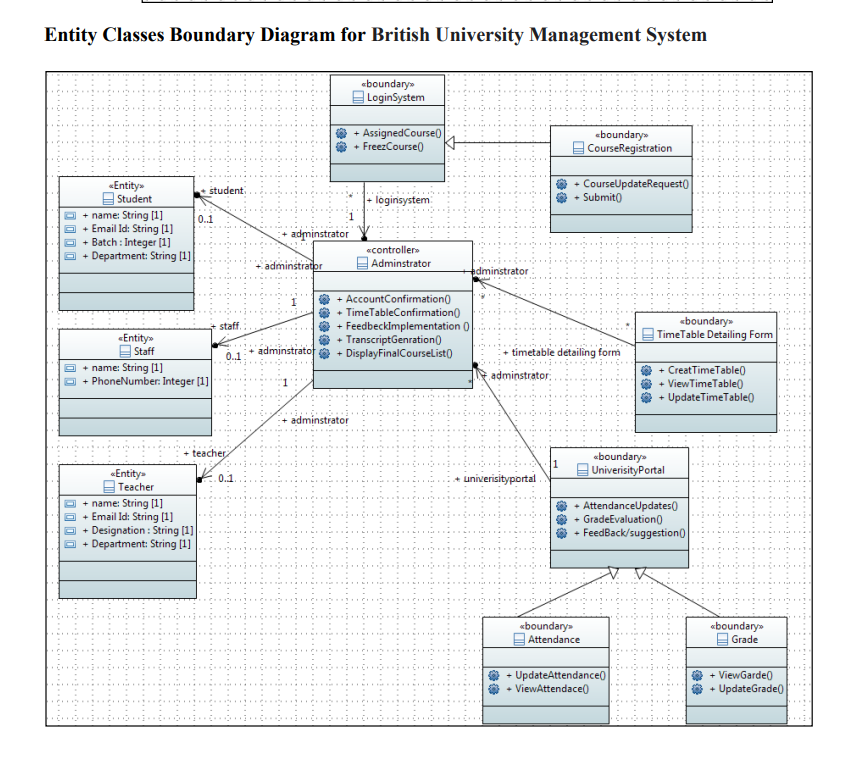 Entity Classes Boundary Diagram for British University Management System
«boundary»
LoginSystem
+ AssignedCourse()
+ FreezCourse()
«boundary»
CourseRegistration
+ CourseUpdateRequest()
+ Submit()
«Entity»
Student
+ name: String [1]
+ Email Id: String [1]
+ Batch : Integer [1]
+ Department: String [1]
+ student
0..1
*
+ loginsystem
1
+ adminstrator
1
+ adminstrator
«controller»
Adminstrator
+ AccountConfirmation()
+ TimeTableConfirmation()
+ FeedbeckImplementation ()
+ TranscriptGenration()
+ DisplayFinalCourseList()
+ adminstrator
*
*
1
+ staff
0..1
+ adminstrator
«Entity»
Staff
+ name: String [1]
+ PhoneNumber: Integer [1]
«boundary»
TimeTable Detailing Form
+ CreatTimeTable()
+ ViewTimeTable()
+ UpdateTimeTable()
+ timetable detailing form
+ adminstrator
*
1
+ adminstrator
+ teacher
0..1
«Entity»
Teacher
+ name: String [1]
+ Email Id: String [1]
+ Designation : String [1]
+ Department: String [1]
+ univerisityportal
1
«boundary»
UniverisityPortal
+ AttendanceUpdates()
+ GradeEvaluation()
+ FeedBack/suggestion()
«boundary»
Attendance
+ UpdateAttendance()
+ ViewAttendace()
«boundary»
Grade
+ ViewGarde()
+ UpdateGrade()